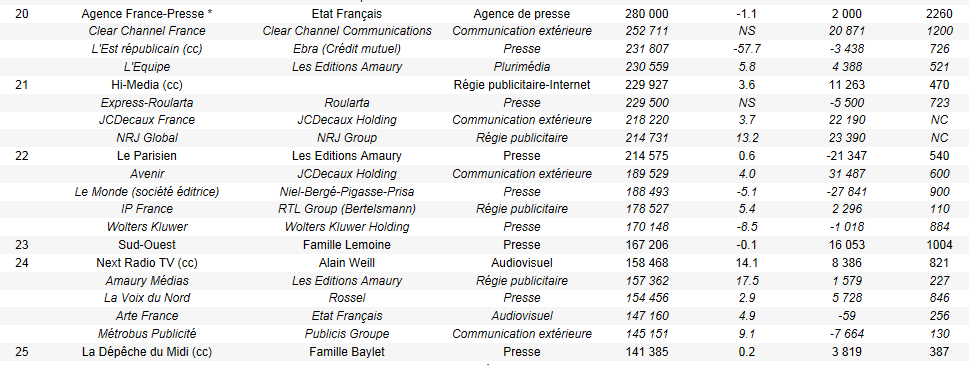 20 Agence France-Presse * Etat Français Agence de presse 280 000 -1.1 2 000 2260
Clear Channel France Clear Channel Communications Communication extérieure 252 711 NS 20 871 1200
L'Est républicain (cc) Ebra (Crédit mutuel) Presse 231 807 -57.7 -3 438 726
L'Equipe Les Editions Amaury Plurimédia 230 559 5.8 4 388 521
21 Hi-Media (cc) Régie publicitaire-Internet 229 927 3.6 11 263 470
Express-Roularta Roularta Presse 229 500 NS -5 500 723
JCDecaux France JCDecaux Holding Communication extérieure 218 220 3.7 22 190 NC
NRJ Global NRJ Group Régie publicitaire 214 731 13.2 23 390 NC
22 Le Parisien Les Editions Amaury Presse 214 575 0.6 -21 347 540
Avenir JCDecaux Holding Communication extérieure 189 529 4.0 31 487 600
Le Monde (société éditrice) Niel-Bergé-Pigasse-Prisa Presse 188 493 -5.1 -27 841 900
IP France RTL Group (Bertelsmann) Régie publicitaire 178 527 5.4 2 296 110
Wolters Kluwer Wolters Kluwer Holding Presse 170 148 -8.5 -1 018 884
23 Sud-Ouest Famille Lemoine Presse 167 206 -0.1 16 053 1004
24 Next Radio TV (cc) Alain Weill Audiovisuel 158 468 14.1 8 386 821
Amaury Médias Les Editions Amaury Régie publicitaire 157 362 17.5 1 579 227
La Voix du Nord Rossel Presse 154 456 2.9 5 728 846
Arte France Etat Français Audiovisuel 147 160 4.9 -59 256
Métrobus Publicité Publicis Groupe Communication extérieure 145 151 9.1 -7 664 130
25 La Dépêche du Midi (cc) Famille Baylet Presse 141 385 0.2 3 819 387